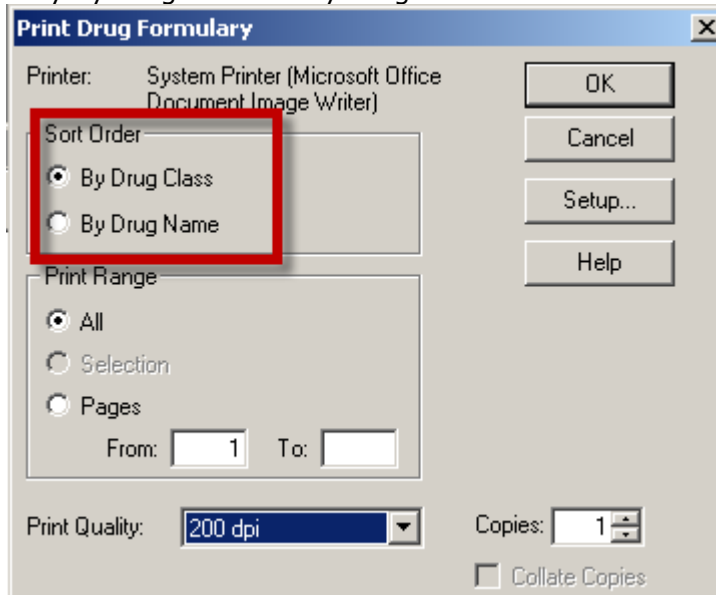 Print Drug Formulary
Printer: System Printer (Microsoft Office
Document Image Writer)
OK
Sort Order
Cancel
By Drug Class
Setup...
By Drug Name
Help
Print Range
All
Selection
Pages
From: 1 To:
Print Quality: 200 dpi
Copies: 1
Collate Copies